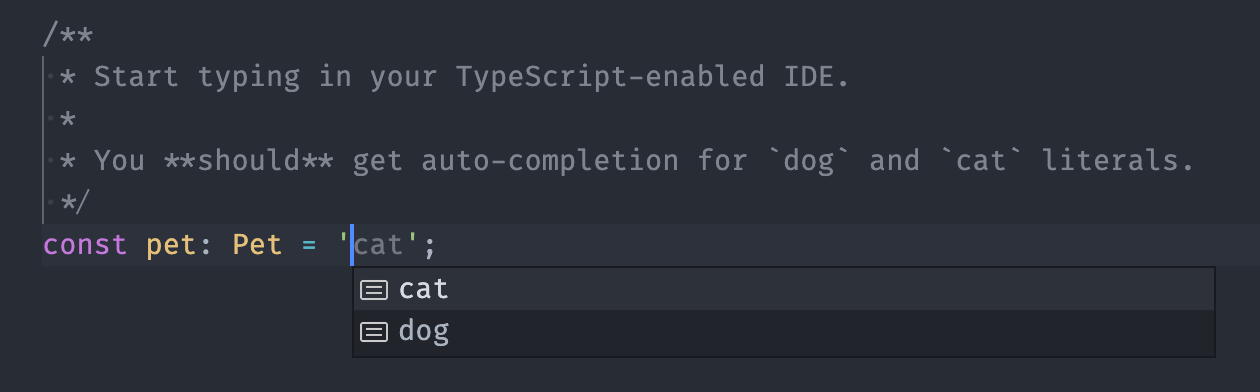 /**
 * Start typing in your TypeScript-enabled IDE.
 *
 * You **should** get auto-completion for `dog` and `cat` literals.
 */
const pet: Pet = 'cat';
cat
dog